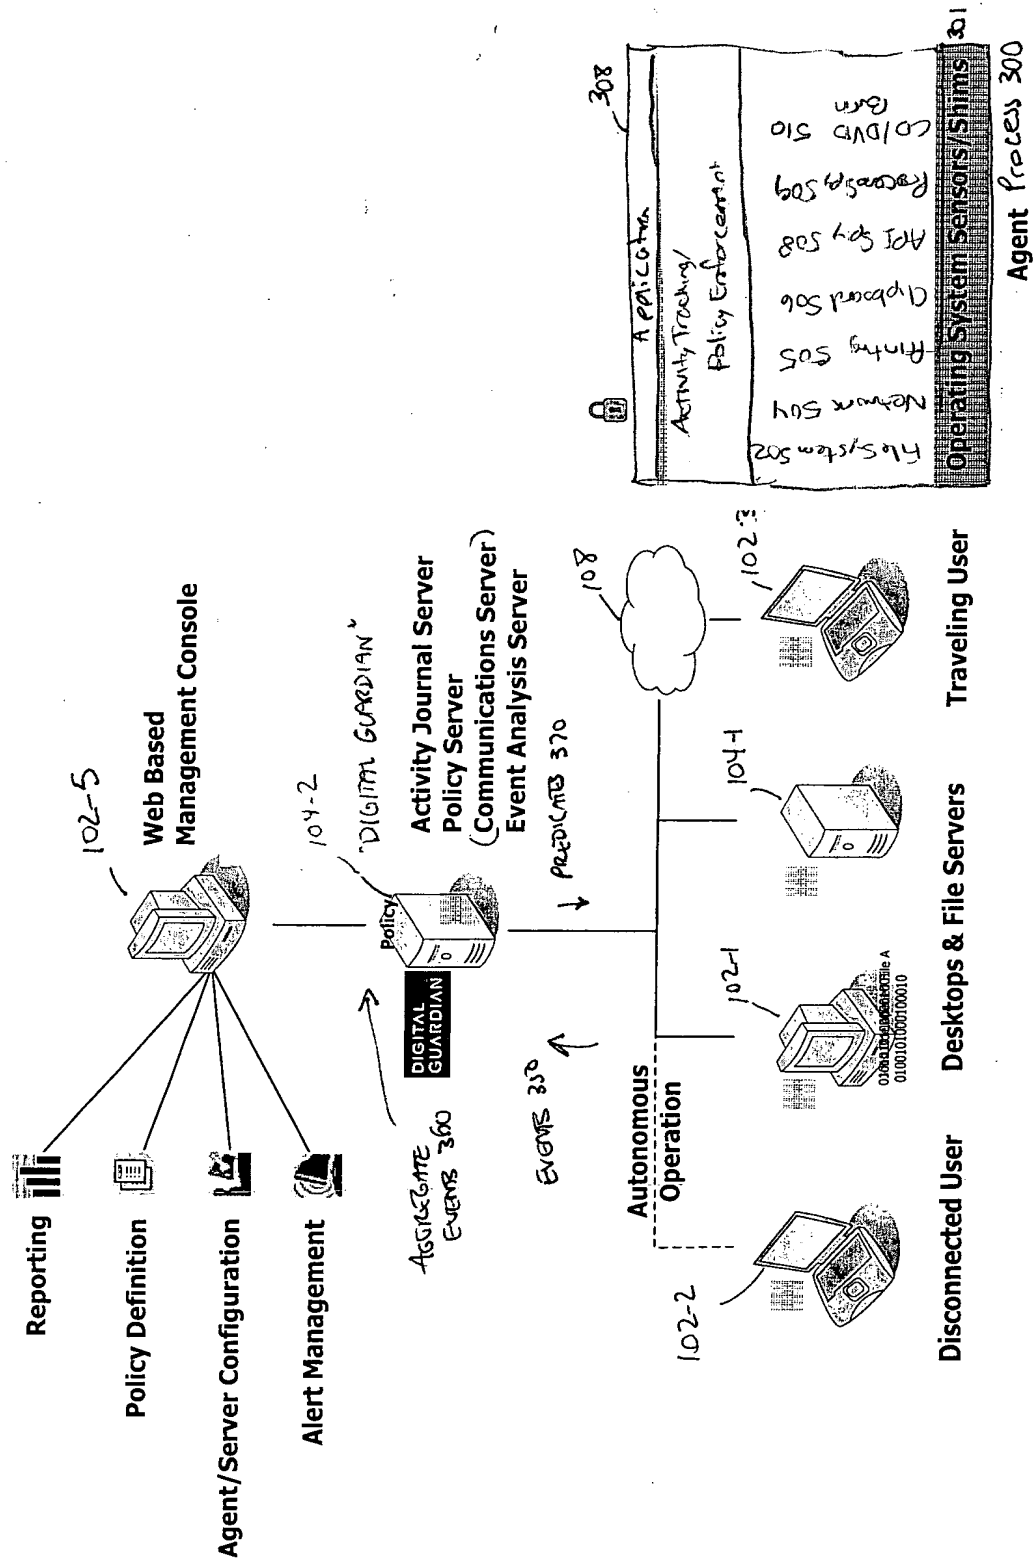 Reporting
Policy Definition
Agent/Server Configuration
Alert Management
102-5
Web Based
Management Console
AGGREGATE
EVENTS 360
DIGITAL
GUARDIAN
Policy
104-2
"DIGITAL GUARDIAN"
Activity Journal Server
Policy Server
(Communications Server)
Event Analysis Server
EVENTS 350
PREDICATES 370
Autonomous
Operation
108
102-2
102-1
104-1
102-3
File A
0100101000100010
Disconnected User
Desktops & File Servers
Traveling User
308
Application
Activity Tracking/
Policy Enforcement
File System 502
Network 504
Printing 505
Clipboard 506
API Spy 508
Process Spy 509
CD/DVD 510
Burn
Operating System Sensors/Shims
301
Agent Process 300